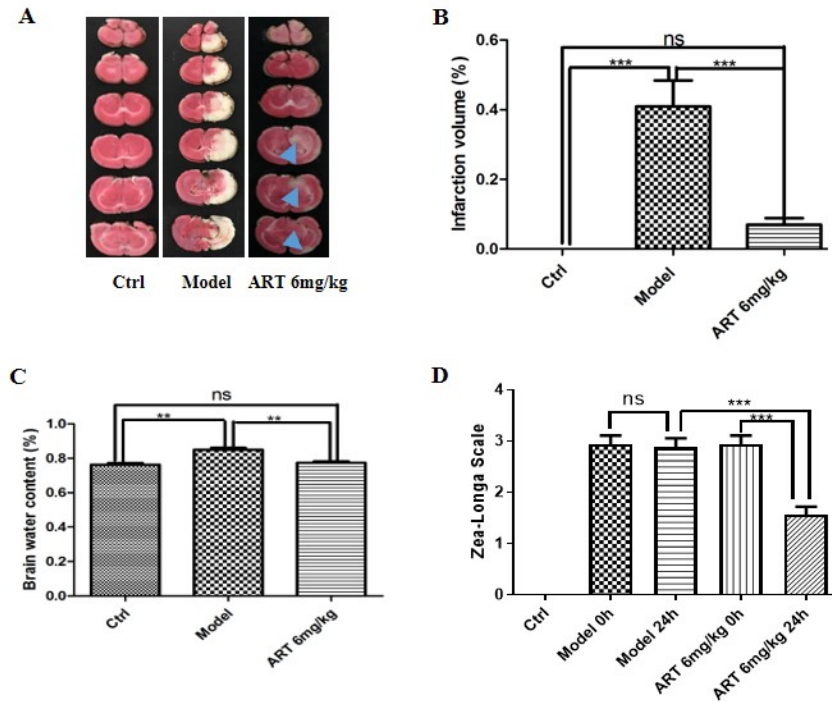 A
Ctrl Model ART 6mg/kg
B
Infarction volume (%)
0.6
0.4
0.2
0.0
ns
*** ***
Ctrl
Model
ART 6mg/kg
C
Brain water content (%)
1.0
0.8
0.6
0.4
0.2
0.0
ns
** **
Ctrl
Model
ART 6mg/kg
D
Zea-Longa Scale
4
3
2
1
0
ns
***
***
Ctrl
Model 0h
Model 24h
ART 6mg/kg 0h
ART 6mg/kg 24h